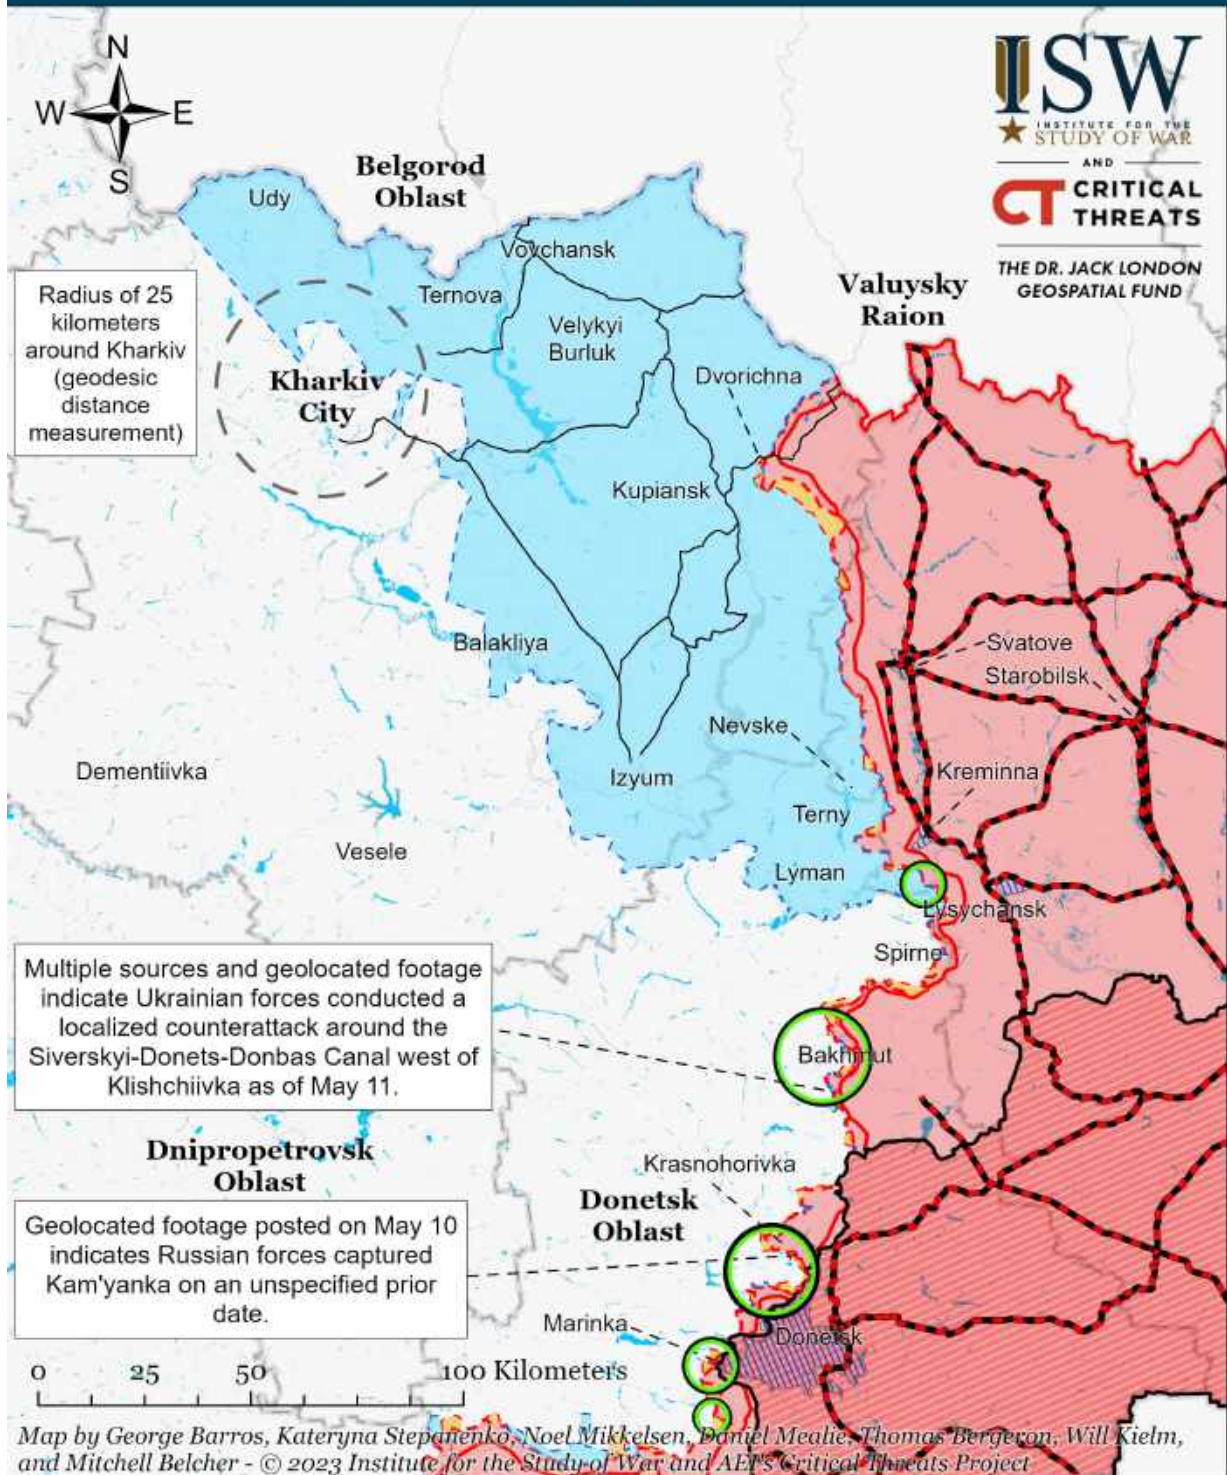 N
W
E
S
ISW
INSTITUTE FOR THE
STUDY OF WAR
AND
CT CRITICAL
THREATS
THE DR. JACK LONDON
GEOSPATIAL FUND
Belgorod
Oblast
Udy
Vovchansk
Ternova
Valuysky
Raion
Radius of 25
kilometers
around Kharkiv
(geodesic
distance
measurement)
Velykyi
Burluk
Kharkiv
City
Dvorichna
Kupiansk
Balakliya
Svatove
Starobilsk
Nevske
Dementiivka
Izyum
Kreminna
Terny
Vesele
Lyman
Lysychansk
Spirne
Multiple sources and geolocated footage
indicate Ukrainian forces conducted a
localized counterattack around the
Siverskyi-Donets-Donbas Canal west of
Klishchiivka as of May 11.
Bakhmut
Dnipropetrovsk
Oblast
Krasnohorivka
Donetsk
Oblast
Geolocated footage posted on May 10
indicates Russian forces captured
Kam'yanka on an unspecified prior
date.
Marinka
Donetsk
0 25 50 100 Kilometers
Map by George Barros, Kateryna Stepanenko, Noel Mikkelsen, Daniel Mealie, Thomas Bergeron, Will Kielm,
and Mitchell Belcher - © 2023 Institute for the Study of War and AEI's Critical Threats Project